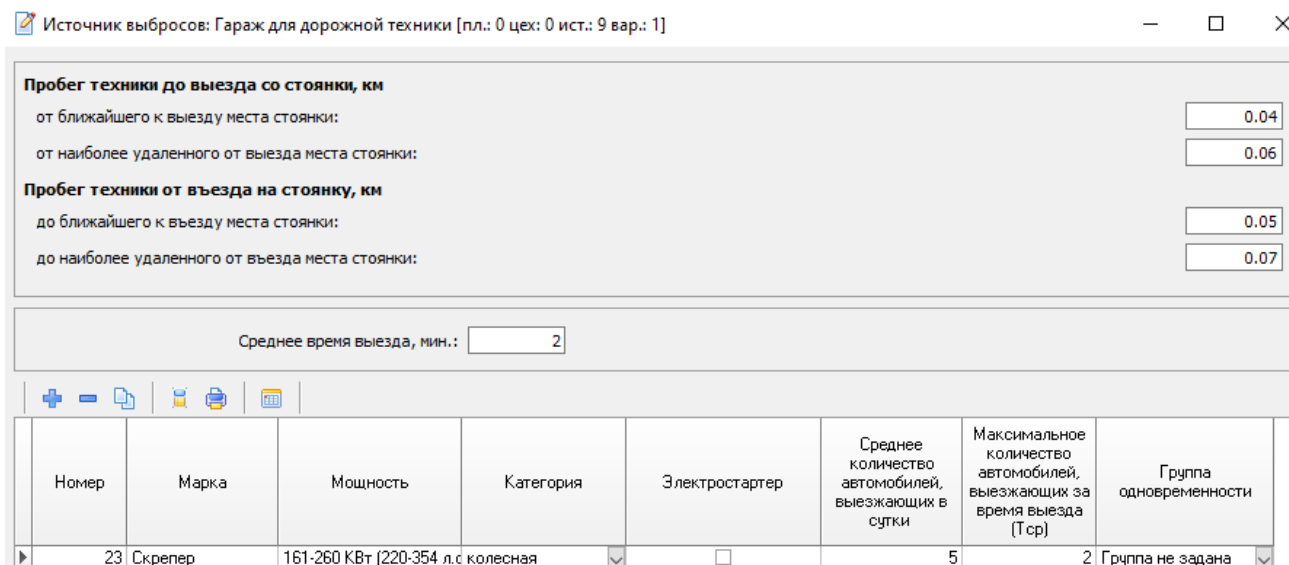 Источник выбросов: Гараж для дорожной техники [пл.: 0 цех: 0 ист.: 9 вар.: 1]
Пробег техники до выезда со стоянки, км
от ближайшего к выезду места стоянки: 0.04
от наиболее удаленного от выезда места стоянки: 0.06
Пробег техники от въезда на стоянку, км
до ближайшего к въезду места стоянки: 0.05
до наиболее удаленного от въезда места стоянки: 0.07
Среднее время выезда, мин.: 2
Номер
Марка
Мощность
Категория
Электростартер
Среднее
количество
автомобилей,
выезжающих в
сутки
Максимальное
количество
автомобилей,
выезжающих за
время выезда
(Тср)
Группа
одновременности
23 Скрепер 161-260 КВт (220-354 л.с колесная 5 2 Группа не задана